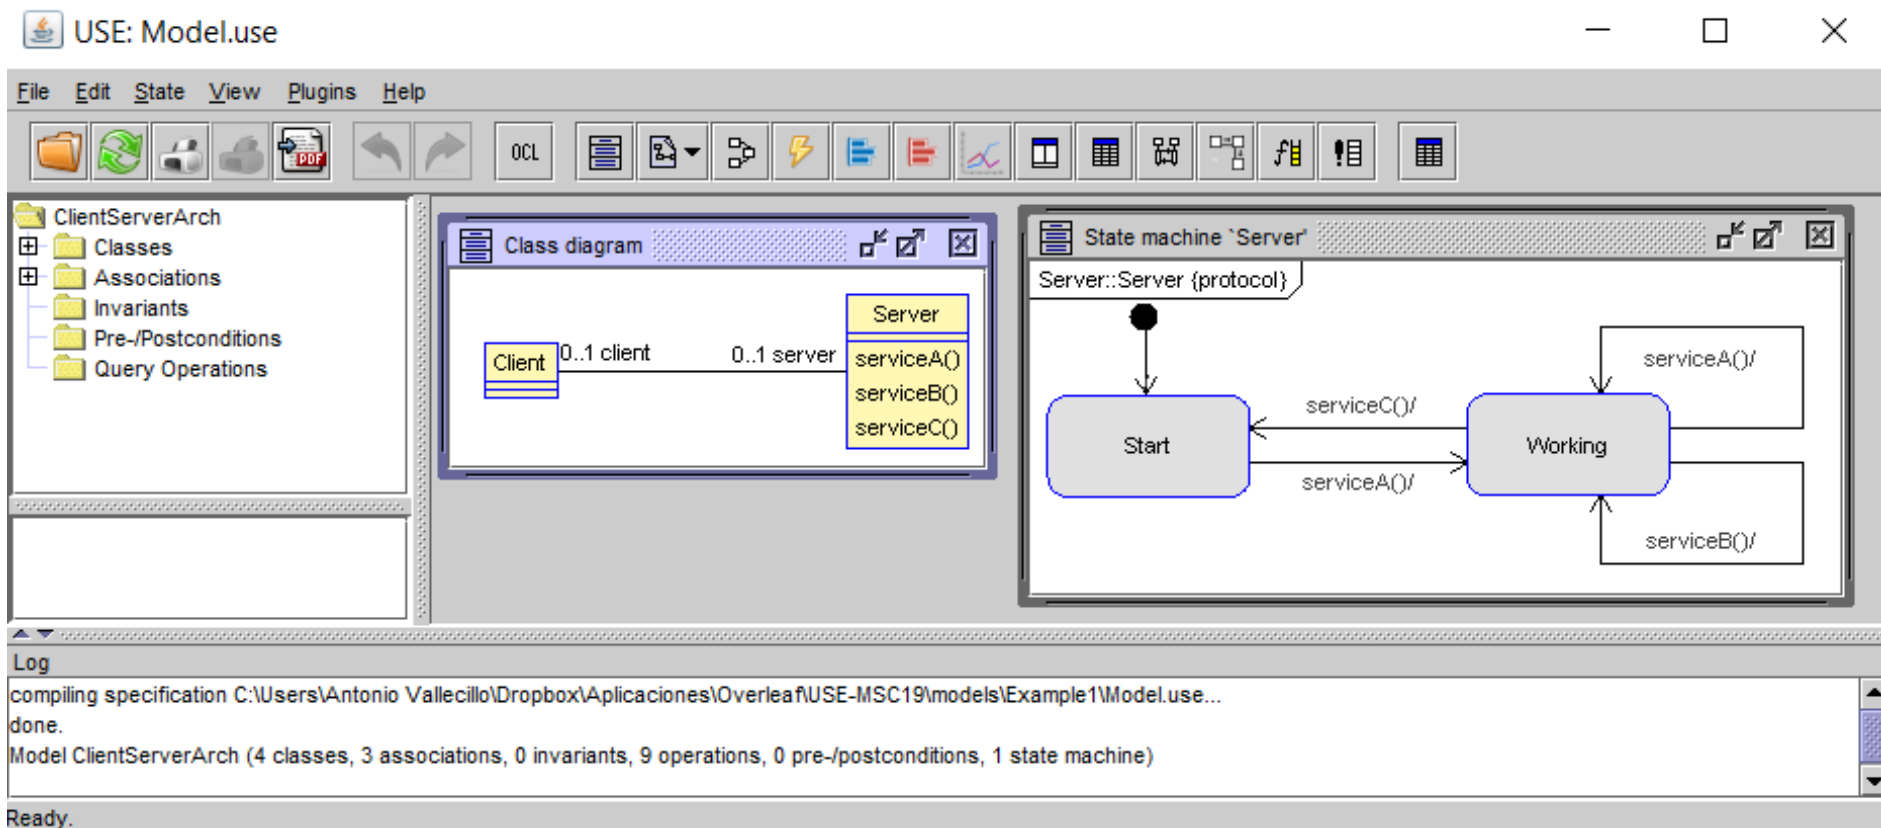 USE: Model.use
File Edit State View Plugins Help
PDF
OCL
ClientServerArch
Classes
Associations
Invariants
Pre-/Postconditions
Query Operations
Class diagram
Client
0..1 client
0..1 server
Server
serviceA()
serviceB()
serviceC()
State machine `Server'
Server::Server {protocol}
Start
serviceC()/
serviceA()/
Working
serviceA()/
serviceB()/
Log
compiling specification C:\Users\Antonio Vallecillo\Dropbox\Aplicaciones\Overleaf\USE-MSC19\models\Example1\Model.use...
done.
Model ClientServerArch (4 classes, 3 associations, 0 invariants, 9 operations, 0 pre-/postconditions, 1 state machine)
Ready.